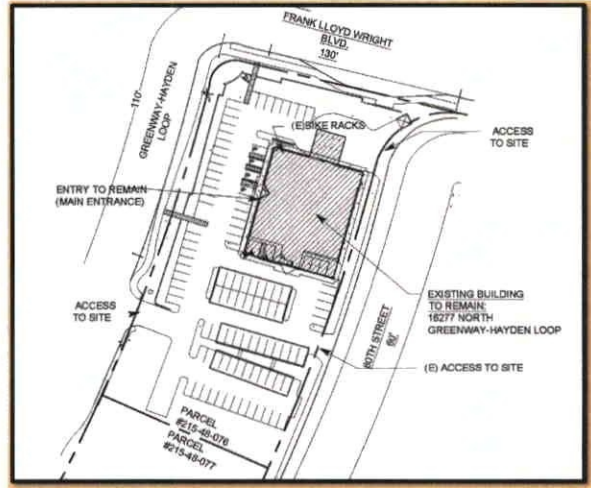 FRANK LLOYD WRIGHT
BLVD.
130'
110'
GREENWAY-HAYDEN
LOOP
(E)BIKE RACKS
ACCESS
TO SITE
ENTRY TO REMAIN
(MAIN ENTRANCE)
EXISTING BUILDING
TO REMAIN:
16277 NORTH
GREENWAY-HAYDEN LOOP
ACCESS
TO SITE
80TH STREET
60'
(E) ACCESS TO SITE
PARCEL
#215-48-076
PARCEL
#215-48-077